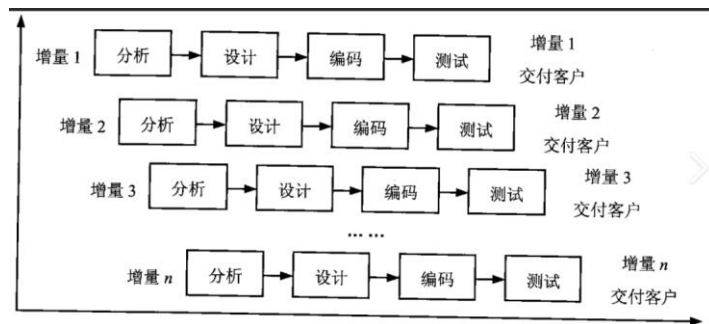 增量1 分析 设计 编码 测试 增量1
交付客户
增量2 分析 设计 编码 测试 增量2
交付客户
增量3 分析 设计 编码 测试 增量3
交付客户
... ...
增量n 分析 设计 编码 测试 增量n
交付客户